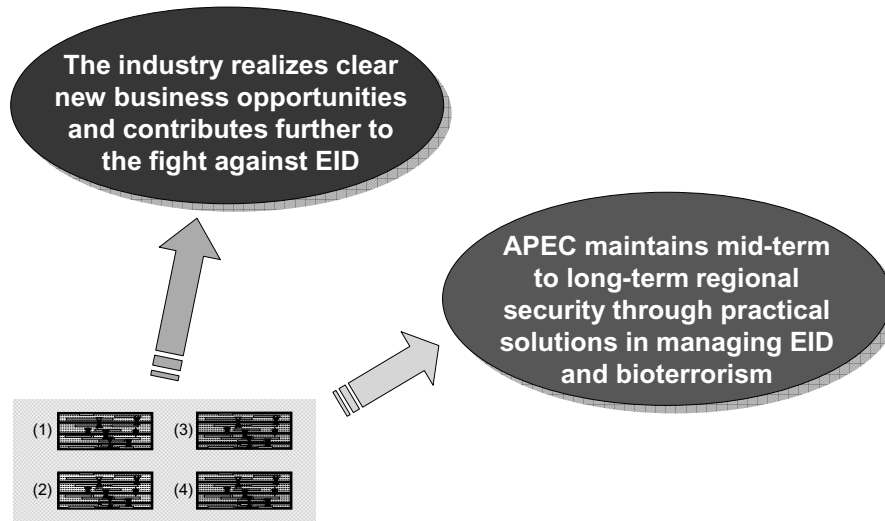 The industry realizes clear
new business opportunities
and contributes further to
the fight against EID
APEC maintains mid-term
to long-term regional
security through practical
solutions in managing EID
and bioterrorism
(1)
(3)
(2)
(4)